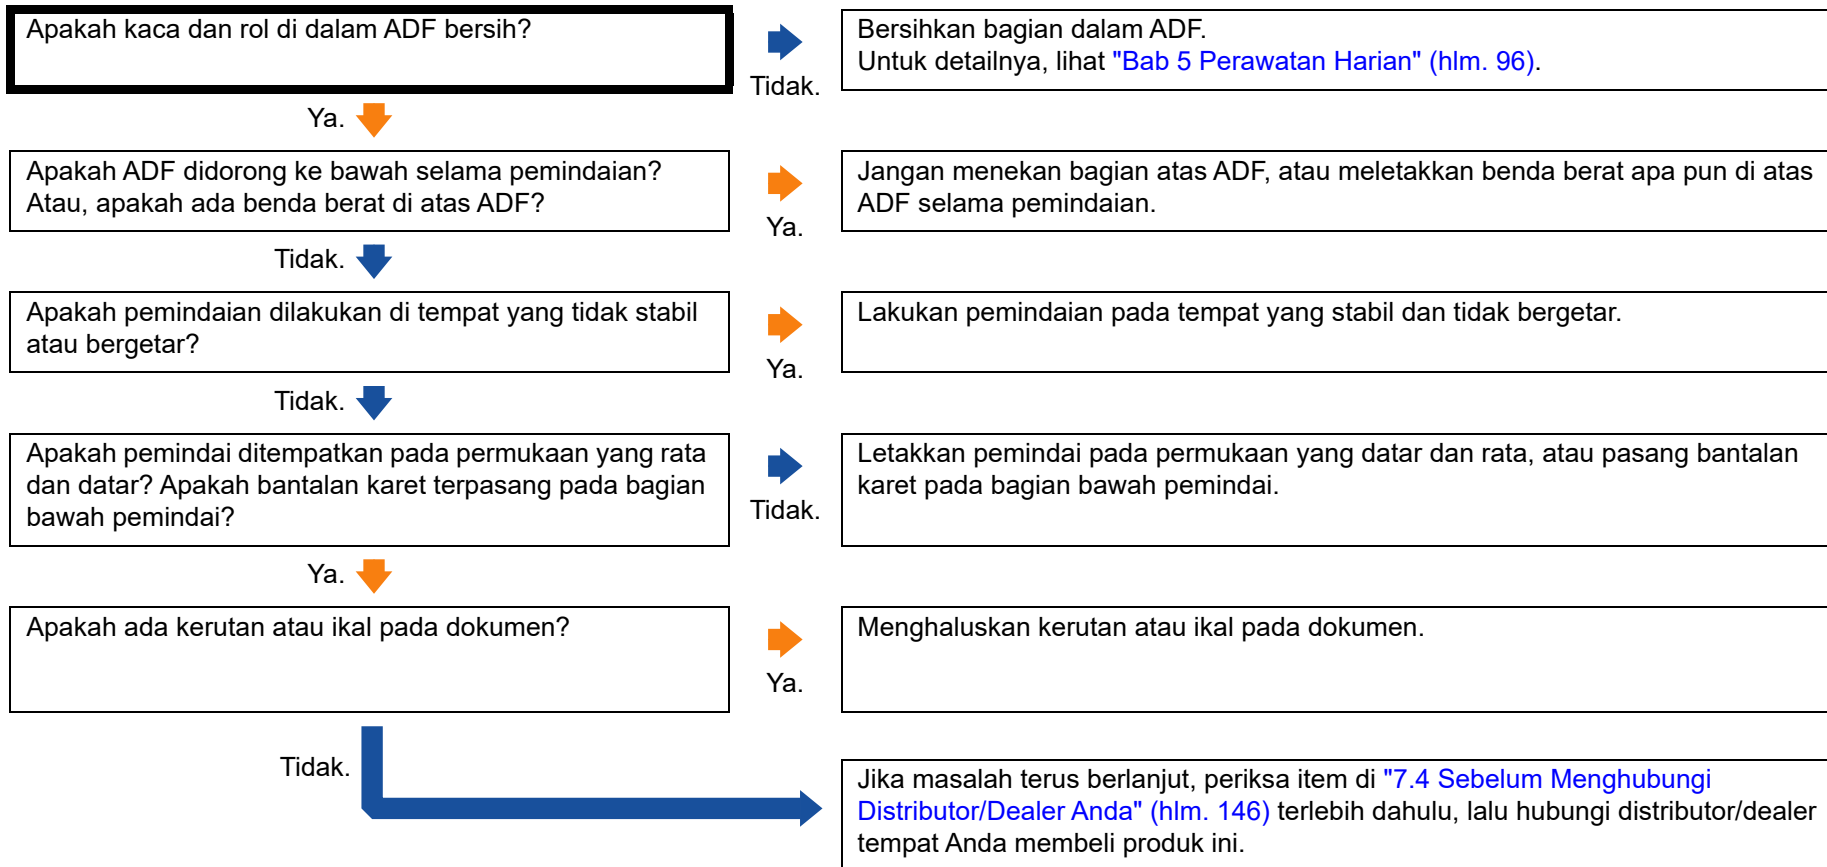 Apakah kaca dan rol di dalam ADF bersih?
Tidak.
Bersihkan bagian dalam ADF.
Untuk detailnya, lihat "Bab 5 Perawatan Harian" (hlm. 96).
Ya.
Apakah ADF didorong ke bawah selama pemindaian?
Atau, apakah ada benda berat di atas ADF?
Ya.
Jangan menekan bagian atas ADF, atau meletakkan benda berat apa pun di atas
ADF selama pemindaian.
Tidak.
Apakah pemindaian dilakukan di tempat yang tidak stabil
atau bergetar?
Ya.
Lakukan pemindaian pada tempat yang stabil dan tidak bergetar.
Tidak.
Apakah pemindai ditempatkan pada permukaan yang rata
dan datar? Apakah bantalan karet terpasang pada bagian
bawah pemindai?
Tidak.
Letakkan pemindai pada permukaan yang datar dan rata, atau pasang bantalan
karet pada bagian bawah pemindai.
Ya.
Apakah ada kerutan atau ikal pada dokumen?
Ya.
Menghaluskan kerutan atau ikal pada dokumen.
Tidak.
Jika masalah terus berlanjut, periksa item di "7.4 Sebelum Menghubungi
Distributor/Dealer Anda" (hlm. 146) terlebih dahulu, lalu hubungi distributor/dealer
tempat Anda membeli produk ini.